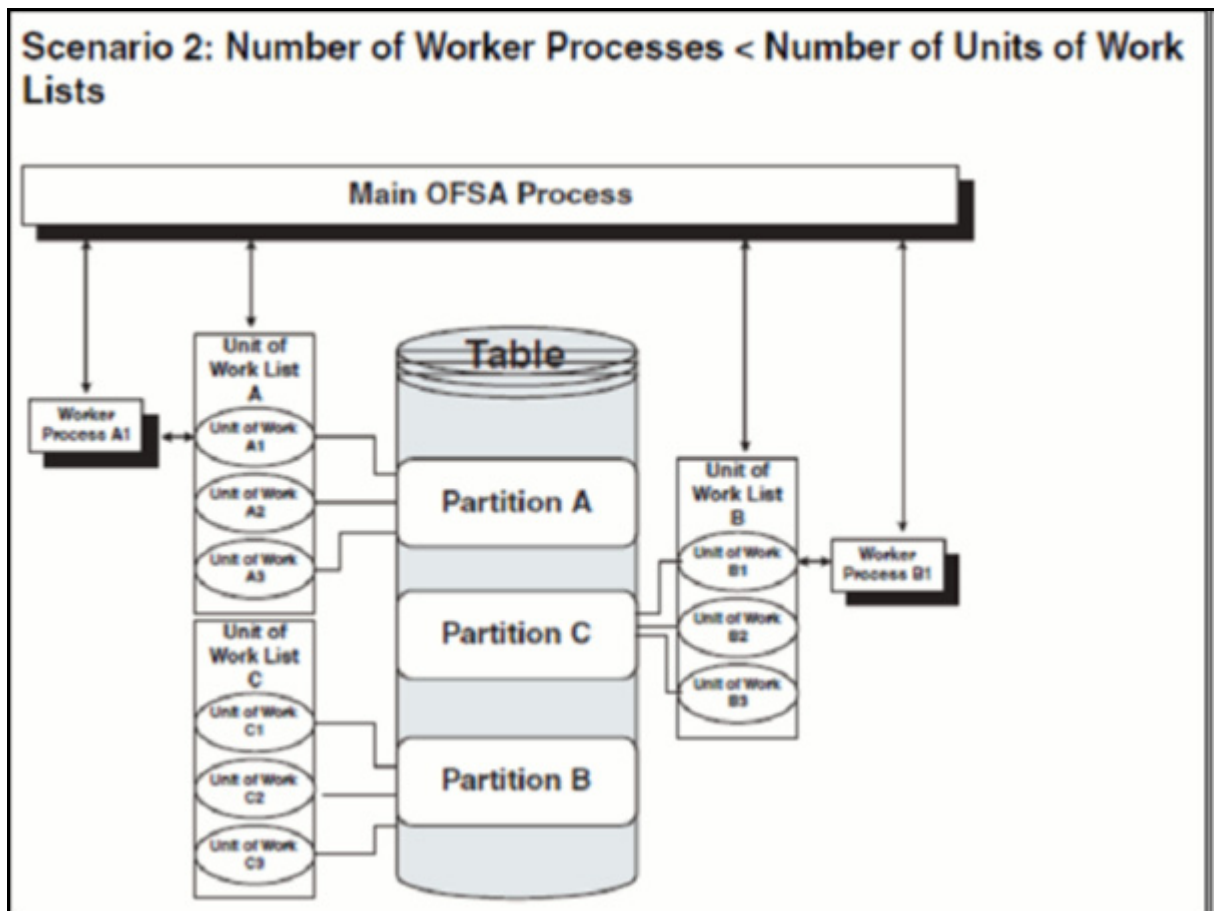 Scenario 2: Number of Worker Processes < Number of Units of Work
Lists
Main OFSA Process
Unit of
Work List
A
Worker
Process A1
Unit of Work
A1
Unit of Work
A2
Unit of Work
A3
Unit of
Work List
C
Unit of Work
C1
Unit of Work
C2
Unit of Work
C3
Table
Partition A
Partition C
Partition B
Unit of
Work List
B
Unit of Work
B1
Unit of Work
B2
Unit of Work
B3
Worker
Process B1